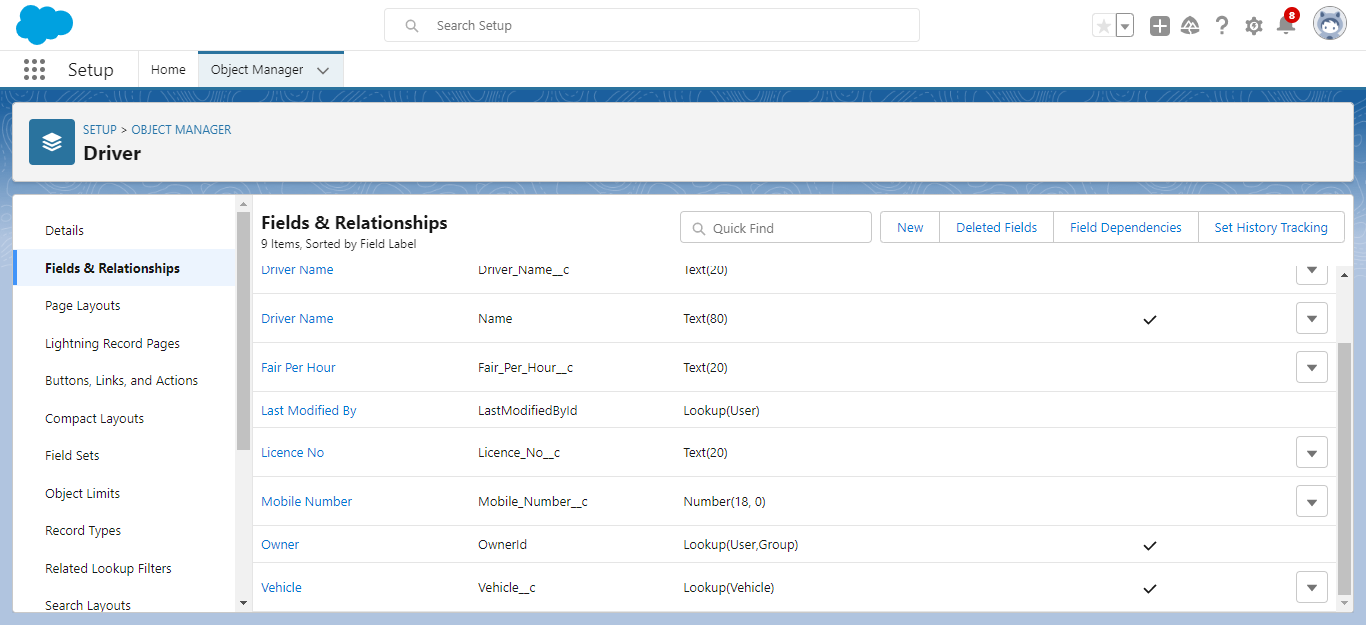 Search Setup
8
Setup
Home
Object Manager
SETUP > OBJECT MANAGER
Driver
Details
Fields & Relationships
Page Layouts
Lightning Record Pages
Buttons, Links, and Actions
Compact Layouts
Field Sets
Object Limits
Record Types
Related Lookup Filters
Search Layouts
Fields & Relationships
9 Items, Sorted by Field Label
Quick Find
New
Deleted Fields
Field Dependencies
Set History Tracking
Driver Name Driver_Name__c Text(20)
Driver Name Name Text(80)
Fair Per Hour Fair_Per_Hour__c Text(20)
Last Modified By LastModifiedById Lookup(User)
Licence No Licence_No__c Text(20)
Mobile Number Mobile_Number__c Number(18, 0)
Owner OwnerId Lookup(User,Group)
Vehicle Vehicle__c Lookup(Vehicle)